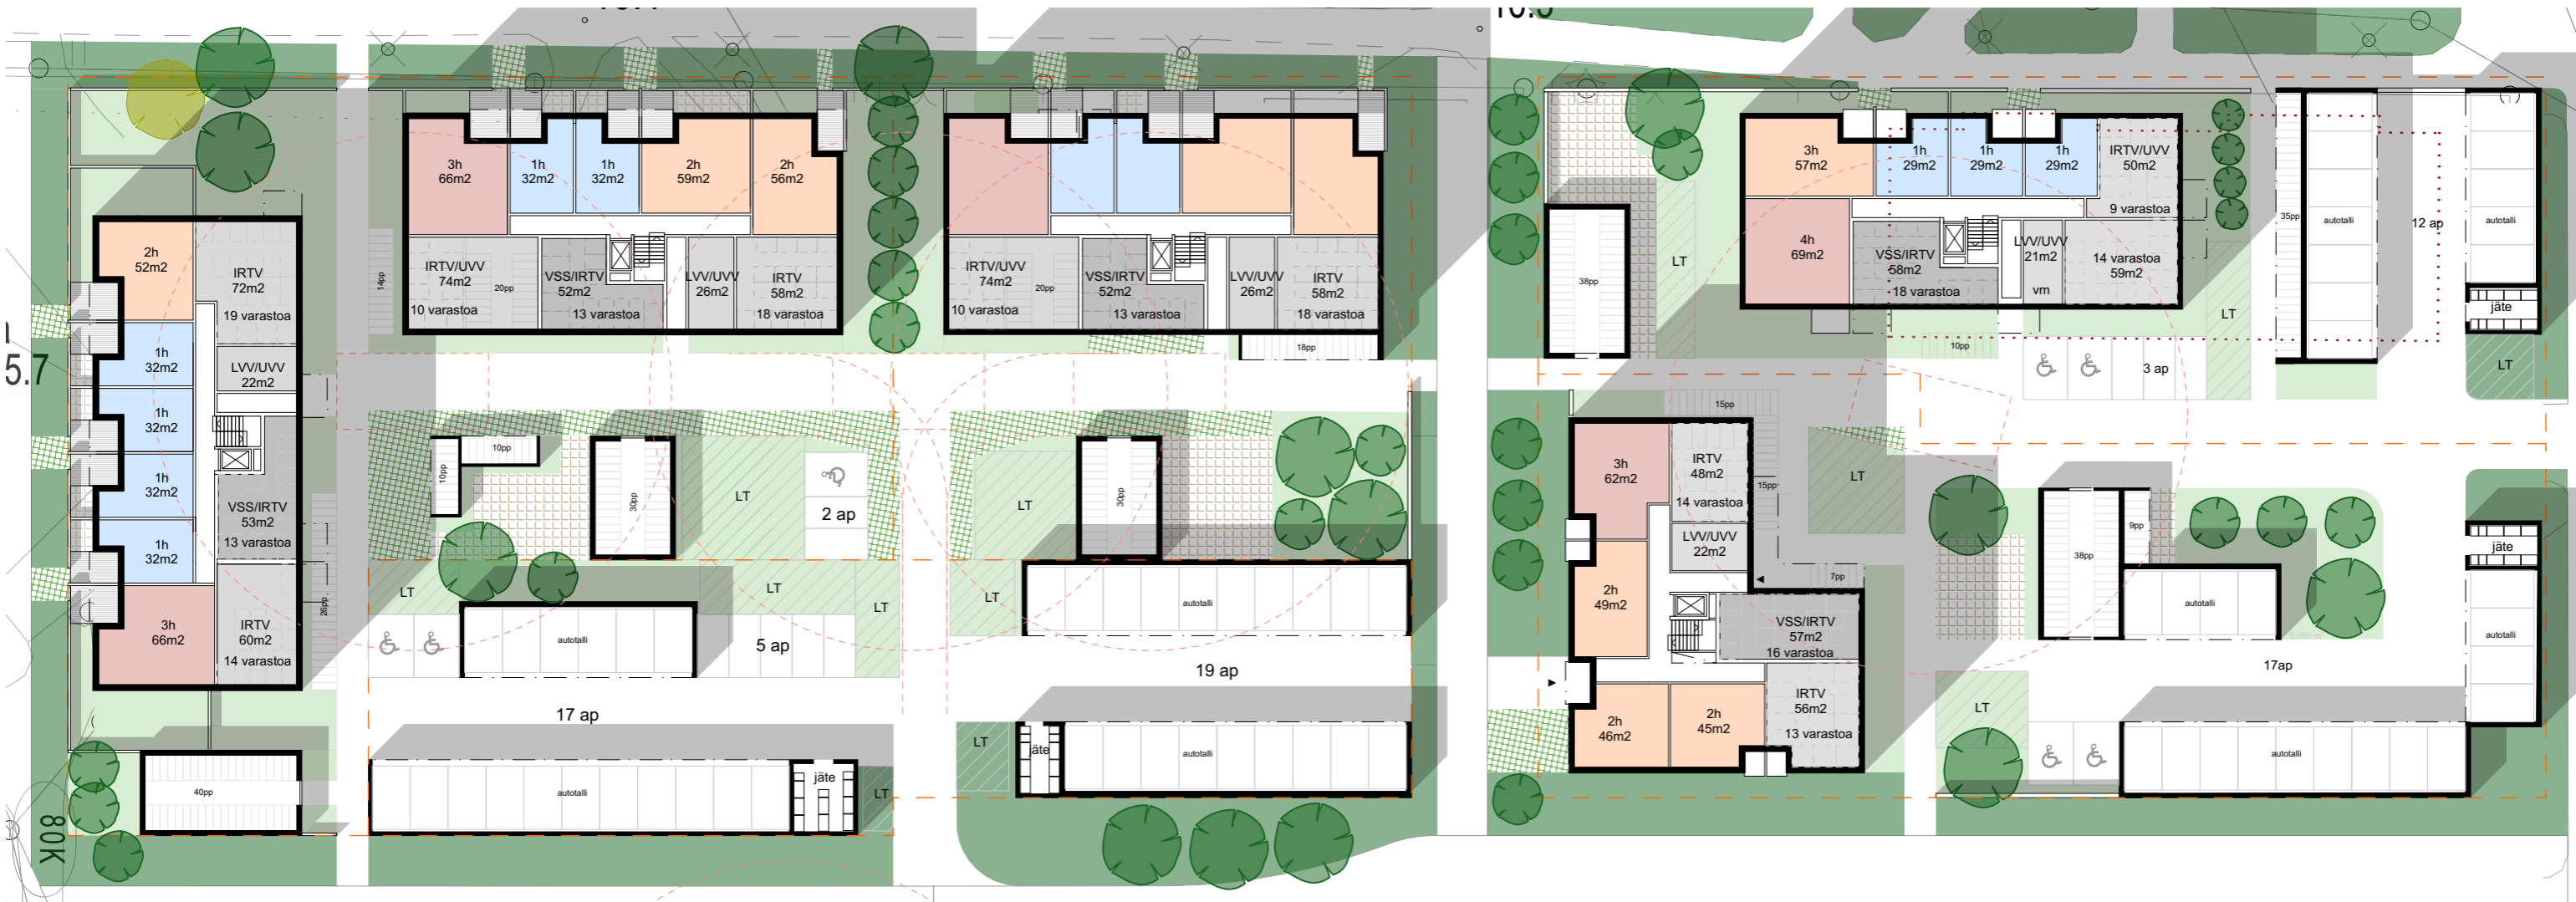 5.7
80K
2h
52m2
IRTV
72m2
19 varastoa
1h
32m2
LVV/UVV
22m2
1h
32m2
1h
32m2
VSS/IRTV
53m2
13 varastoa
1h
32m2
3h
66m2
IRTV
60m2
14 varastoa
26pp
40pp
14pp
3h
66m2
1h
32m2
1h
32m2
2h
59m2
2h
56m2
IRTV/UVV
74m2
20pp
10 varastoa
VSS/IRTV
52m2
13 varastoa
LVV/UVV
26m2
IRTV
58m2
18 varastoa
IRTV/UVV
74m2
20pp
10 varastoa
VSS/IRTV
52m2
13 varastoa
LVV/UVV
26m2
IRTV
58m2
18 varastoa
18pp
10pp
10pp
30pp
LT
2 ap
LT
30pp
LT
autotalli
5 ap
LT
LT
LT
autotalli
17 ap
19 ap
autotalli
jäte
LT
LT
jäte
autotalli
38pp
LT
3h
57m2
1h
29m2
1h
29m2
1h
29m2
IRTV/UVV
50m2
9 varastoa
4h
69m2
VSS/IRTV
58m2
18 varastoa
LVV/UVV
21m2
vm
14 varastoa
59m2
10pp
LT
3 ap
35pp
autotalli
12 ap
autotalli
jäte
LT
15pp
15pp
3h
62m2
IRTV
48m2
14 varastoa
LVV/UVV
22m2
LT
7pp
2h
49m2
VSS/IRTV
57m2
16 varastoa
2h
46m2
2h
45m2
IRTV
56m2
13 varastoa
38pp
9pp
autotalli
jäte
autotalli
17ap
LT
autotalli